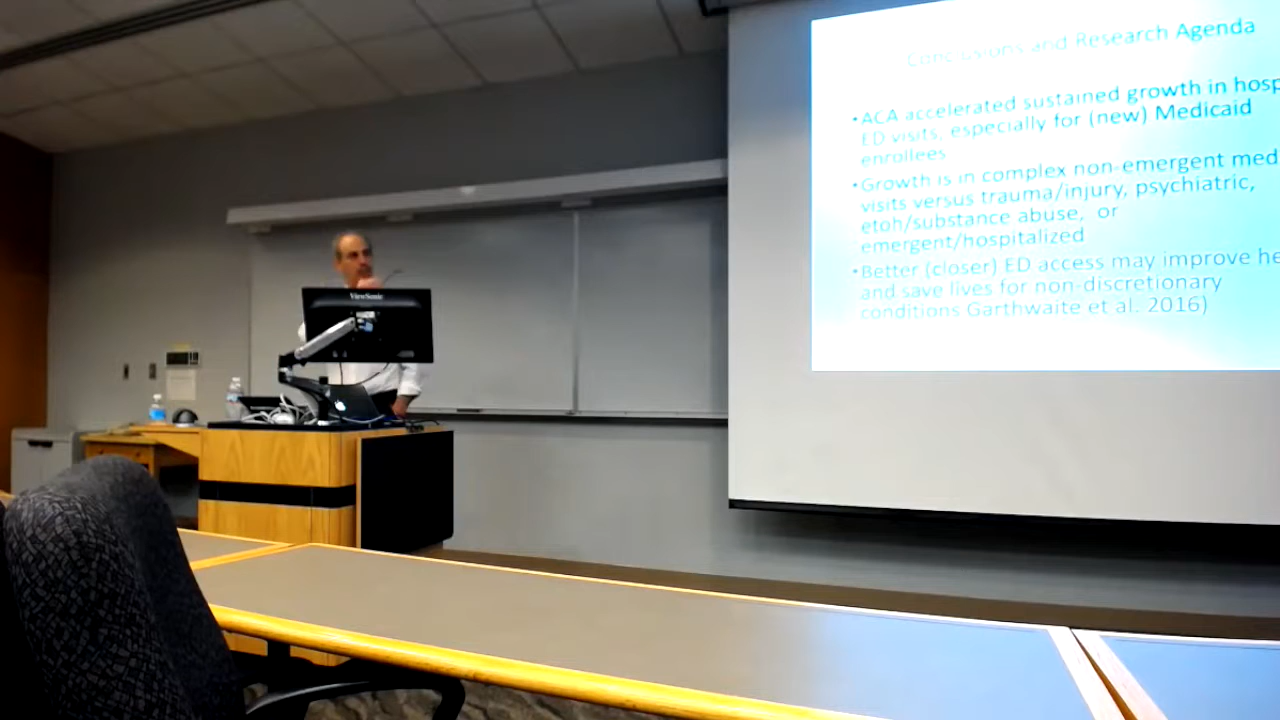 Conclusions and Research Agenda
•ACA accelerated sustained growth in hosp
ED visits, especially for (new) Medicaid
enrollees
•Growth is in complex non-emergent med
visits versus trauma/injury, psychiatric,
etoh/substance abuse, or
emergent/hospitalized
•Better (closer) ED access may improve he
and save lives for non-discretionary
conditions Garthwaite et al. 2016)
ViewSonic